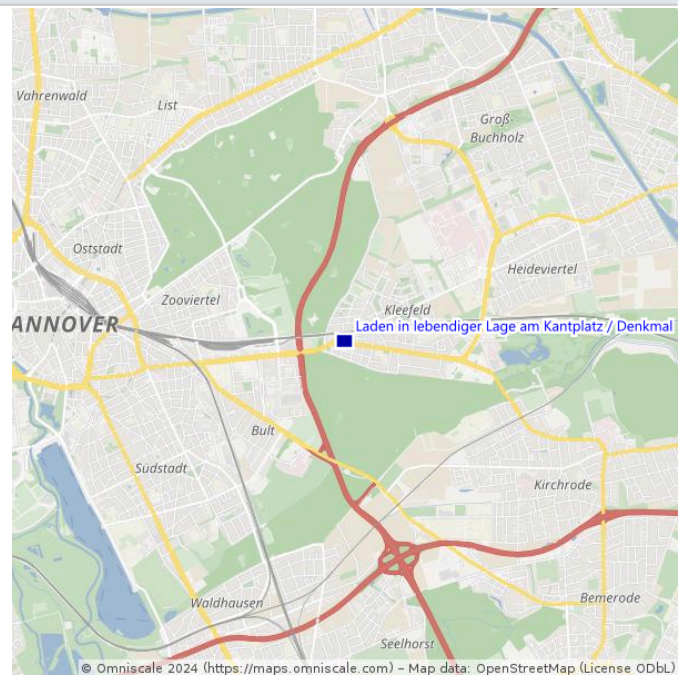 Vahrenwald
List
Groß-
Buchholz
Oststadt
Heideviertel
Zooviertel
Kleefeld
ANNOVER
Laden in lebendiger Lage am Kantplatz / Denkmal
Bult
Südstadt
Kirchrode
Waldhausen
Bemerode
Seelhorst
© Omniscale 2024 (https://maps.omniscale.com) – Map data: OpenStreetMap (License ODbL)